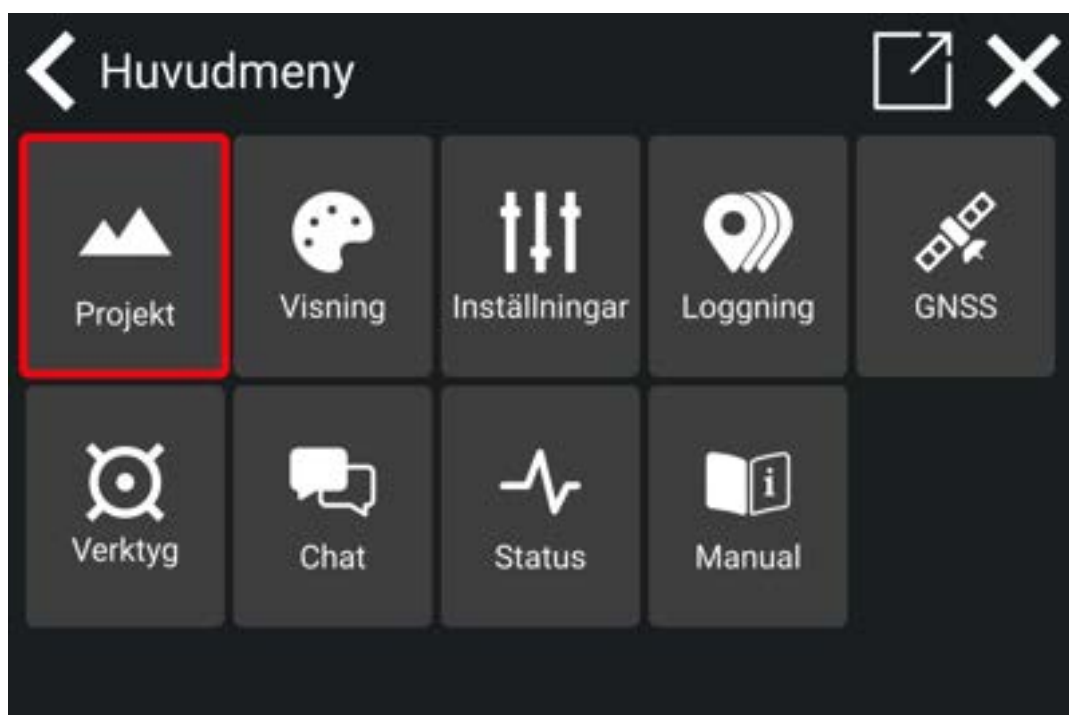 Huvudmeny
Projekt
Visning
Inställningar
Loggning
GNSS
Verktyg
Chat
Status
i
Manual